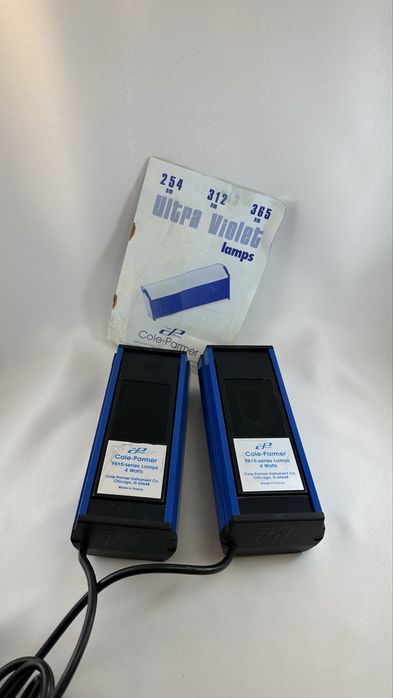 254 nm
312 nm
365 nm
Ultra Violet
lamps
Cole-Parmer
Cole-Parmer
9815-series Lamps
4 Watts
Cole-Parmer Instrument Co.
Chicago, Ill 60648
Made in France
Cole-Parmer
9815-series Lamps
4 Watts
Cole-Parmer Instrument Co.
Chicago, Ill 60648
Made in France